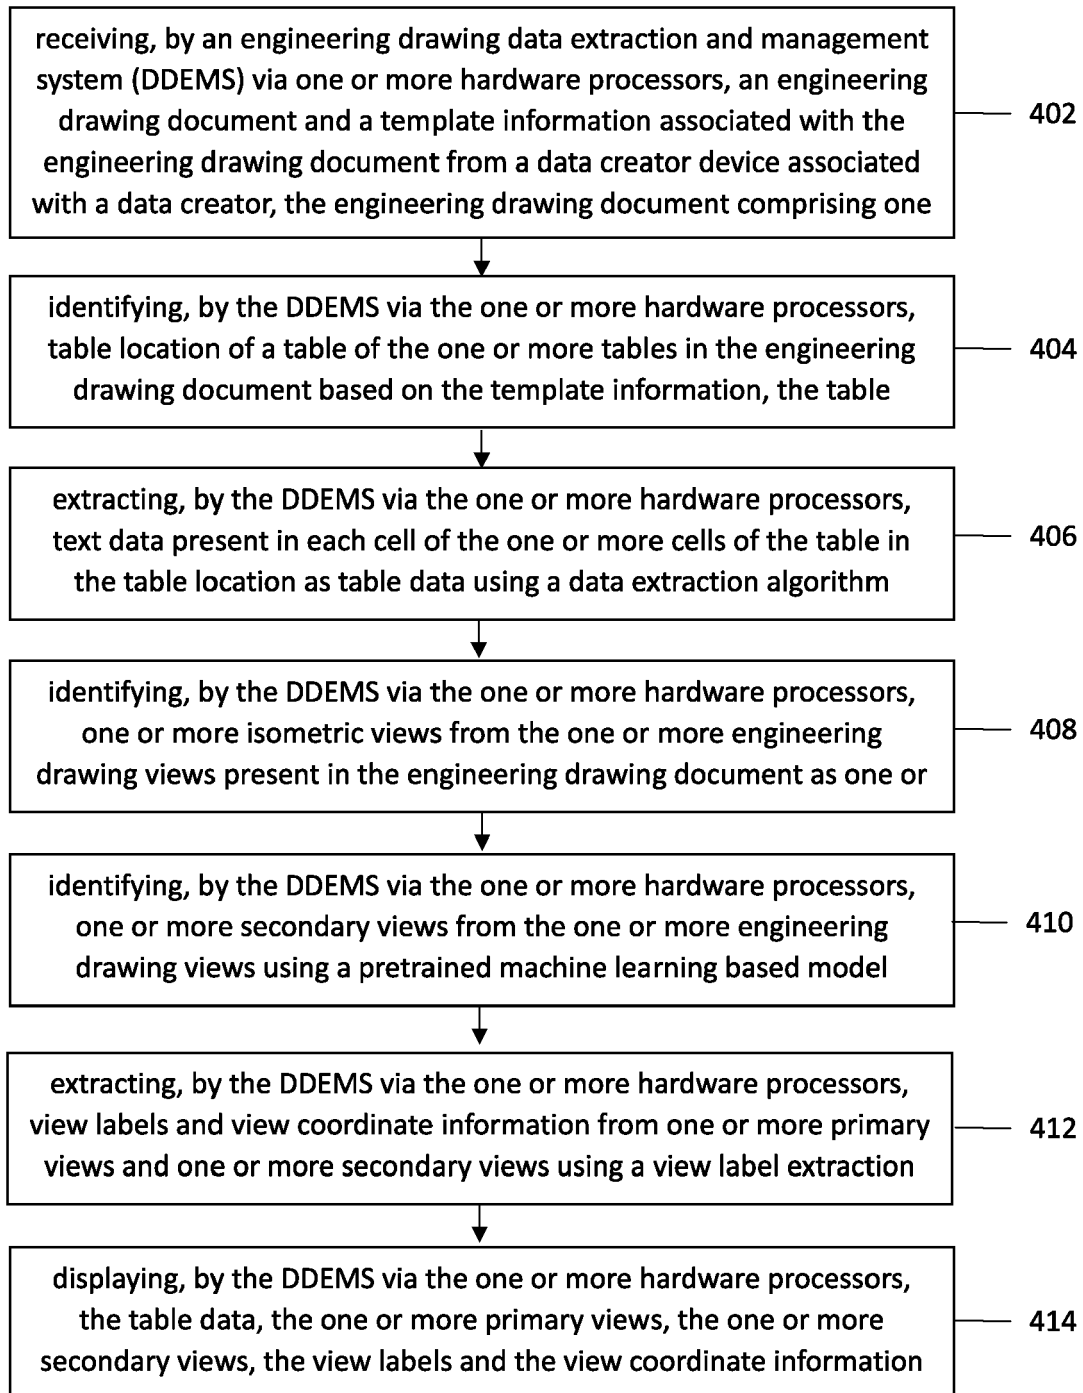 receiving, by an engineering drawing data extraction and management
system (DDEMS) via one or more hardware processors, an engineering
drawing document and a template information associated with the
engineering drawing document from a data creator device associated
with a data creator, the engineering drawing document comprising one
402
identifying, by the DDEMS via the one or more hardware processors,
table location of a table of the one or more tables in the engineering
drawing document based on the template information, the table
404
extracting, by the DDEMS via the one or more hardware processors,
text data present in each cell of the one or more cells of the table in
the table location as table data using a data extraction algorithm
406
identifying, by the DDEMS via the one or more hardware processors,
one or more isometric views from the one or more engineering
drawing views present in the engineering drawing document as one or
408
identifying, by the DDEMS via the one or more hardware processors,
one or more secondary views from the one or more engineering
drawing views using a pretrained machine learning based model
410
extracting, by the DDEMS via the one or more hardware processors,
view labels and view coordinate information from one or more primary
views and one or more secondary views using a view label extraction
412
displaying, by the DDEMS via the one or more hardware processors,
the table data, the one or more primary views, the one or more
secondary views, the view labels and the view coordinate information
414